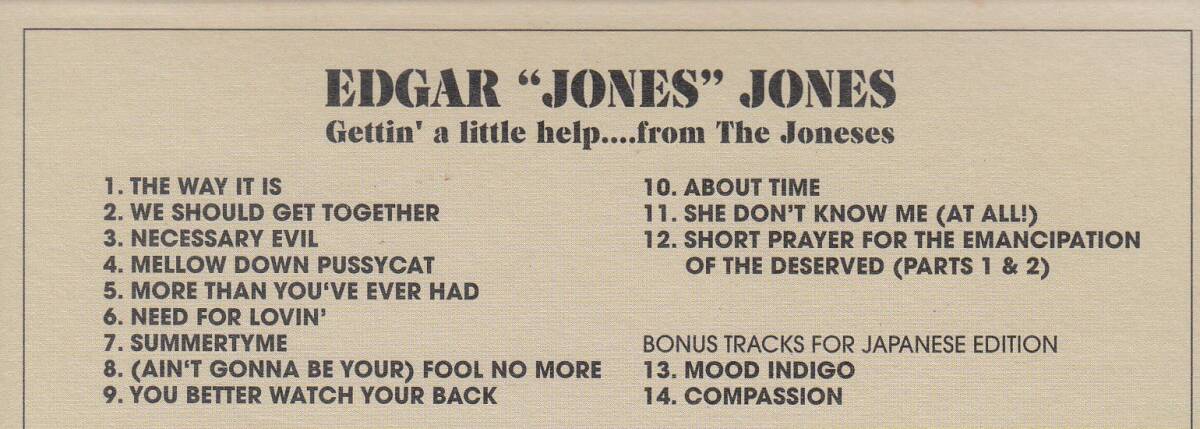 EDGAR “JONES” JONES
Gettin' a little help....from The Joneses
1. THE WAY IT IS
2. WE SHOULD GET TOGETHER
3. NECESSARY EVIL
4. MELLOW DOWN PUSSYCAT
5. MORE THAN YOU‘VE EVER HAD
6. NEED FOR LOVIN’
7. SUMMERTYME
8. (AIN‘T GONNA BE YOUR) FOOL NO MORE
9. YOU BETTER WATCH YOUR BACK
10. ABOUT TIME
11. SHE DON’T KNOW ME (AT ALL!)
12. SHORT PRAYER FOR THE EMANCIPATION
OF THE DESERVED (PARTS 1 & 2)
BONUS TRACKS FOR JAPANESE EDITION
13. MOOD INDIGO
14. COMPASSION